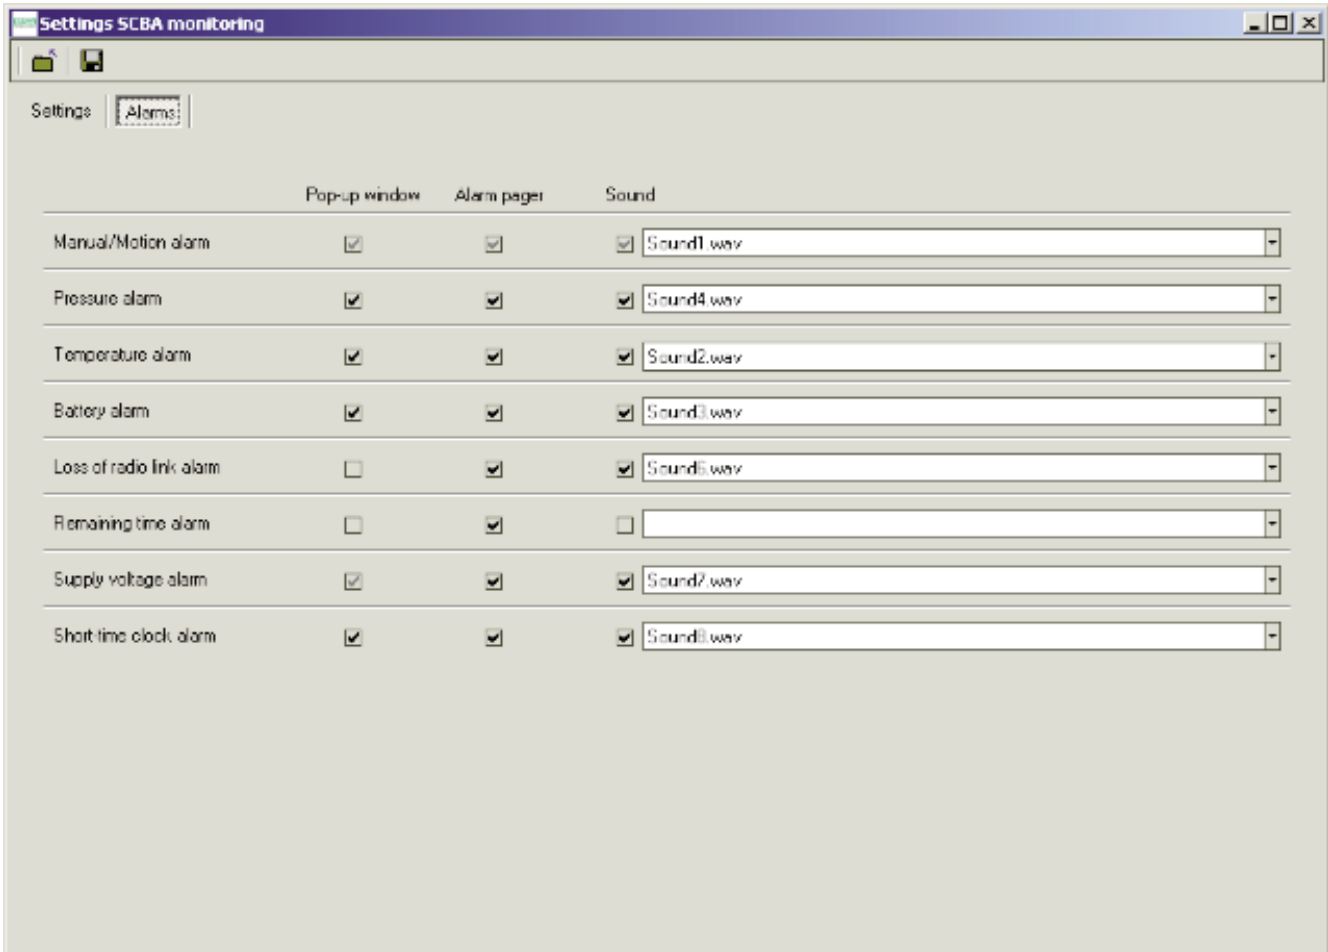 Settings SCBA monitoring
Settings Alarms
Pop-up window Alarm pager Sound
Manual/Motion alarm Sound1.wav
Pressure alarm Sound4.wav
Temperature alarm Sound2.wav
Battery alarm Sound3.wav
Loss of radio link alarm Sound6.wav
Remaining time alarm
Supply voltage alarm Sound7.wav
Short-time clock alarm Sound8.wav